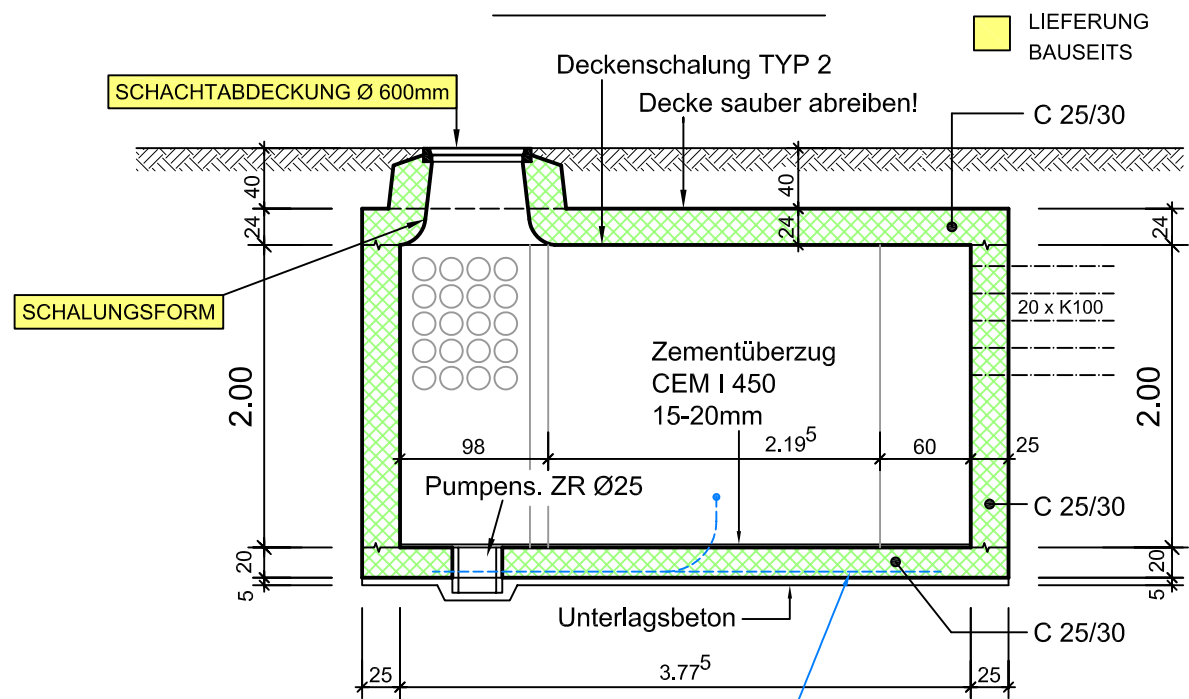 LIEFERUNG
BAUSEITS
Deckenschalung TYP 2
SCHACHTABDECKUNG Ø 600mm
Decke sauber abreiben!
C 25/30
40
40
24
24
24
SCHALUNGSFORM
20 x K100
2.00
2.00
Zementüberzug
CEM I 450
15-20mm
98
2.19⁵
60
25
Pumpens. ZR Ø25
C 25/30
20
20
5
5
Unterlagsbeton
C 25/30
25
3.77⁵
25